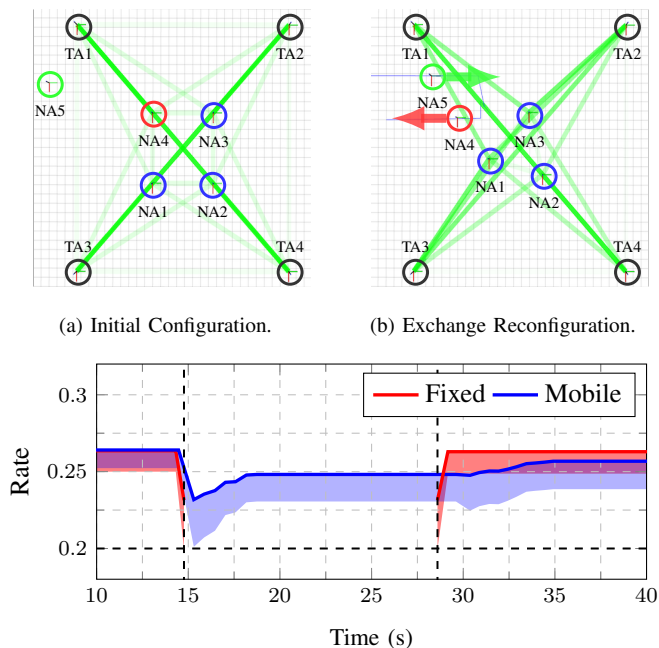 TA1 TA2 TA1 TA2
NA5 NA5
NA4 NA3 NA4 NA3
NA1 NA2 NA1 NA2
TA3 TA4 TA3 TA4
(a) Initial Configuration. (b) Exchange Reconfiguration.
Fixed Mobile
0.3
0.25
0.2
Rate
10 15 20 25 30 35 40
Time (s)